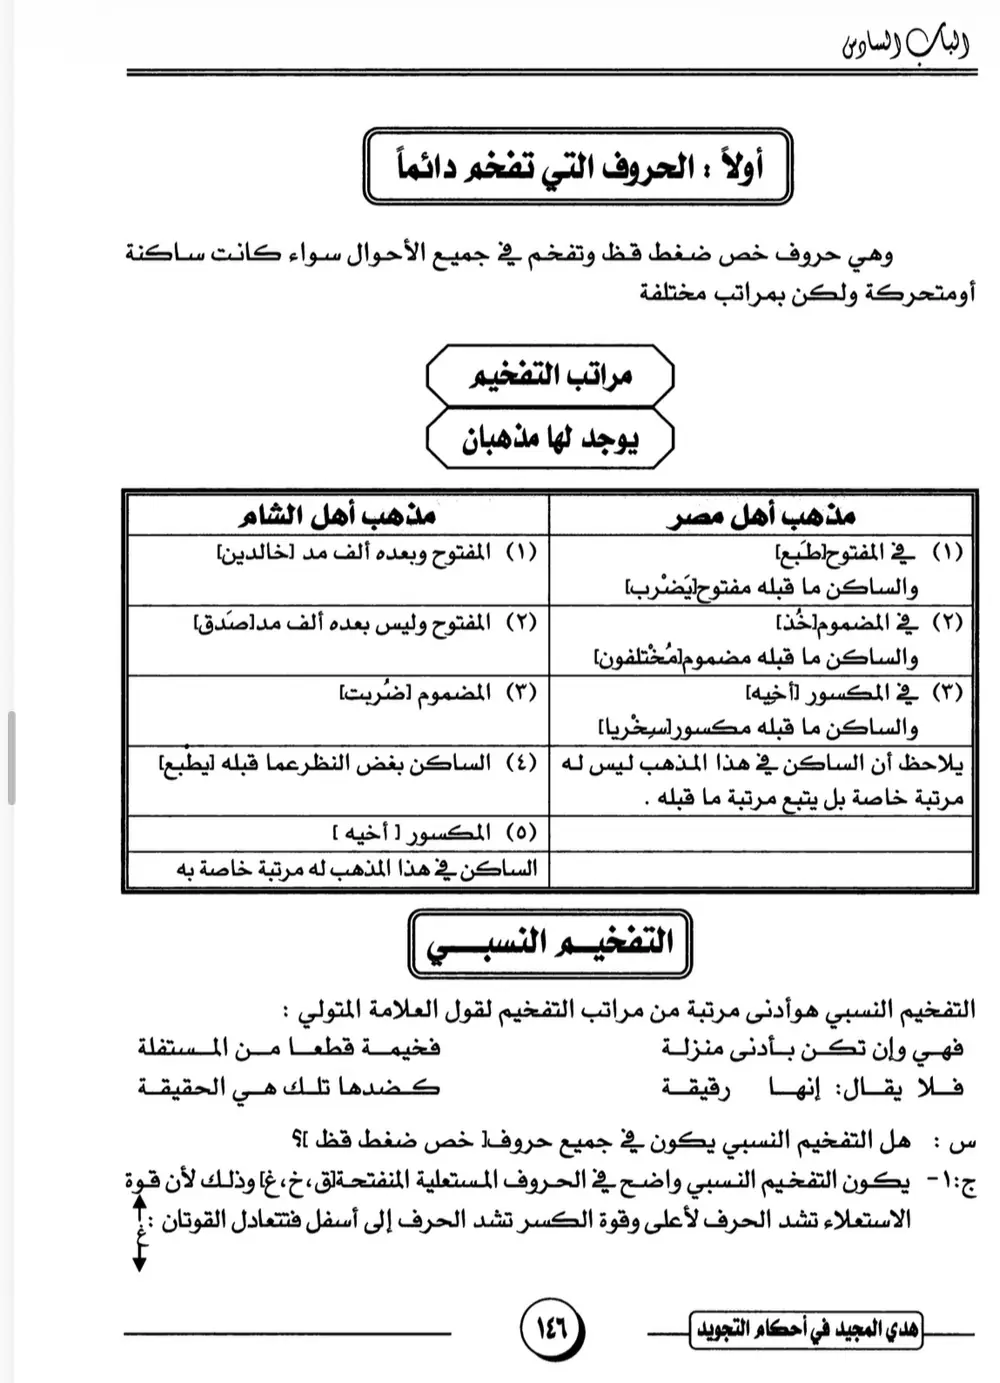 الباب السادس
أولاً : الحروف التي تفخم دائماً
وهي حروف خص ضغط قظ وتفخم في جميع الأحوال سواء كانت ساكنة
أومتحركة ولكن بمراتب مختلفة
مراتب التفخيم
يوجد لها مذهبان
مذهب أهل مصر
مذهب أهل الشام
(١) في المفتوح[طَبع]
والساكن ما قبله مفتوح[يَضْرب]
(١) المفتوح وبعده ألف مد [خالدين]
(٢) في المضموم[خُذ]
والساكن ما قبله مضموم[مُخْتلفون]
(٢) المفتوح وليس بعده ألف مد[صَدق]
(٣) في المكسور [أخِيه]
والساكن ما قبله مكسور[سِخْريا]
(٣) المضموم [ضُربت]
يلاحظ أن الساكن في هذا المذهب ليس له
مرتبة خاصة بل يتبع مرتبة ما قبله .
(٤) الساكن بغض النظرعما قبله [يطْبع]
(٥) المكسور [ أخيه ]
الساكن في هذا المذهب له مرتبة خاصة به
التفخيم النسبي
التفخيم النسبي هوأدنى مرتبة من مراتب التفخيم لقول العلامة المتولي :
فهي وإن تكن بأدنى منزلة فخيمة قطعا من المستفلة
فلا يقال: إنها رقيقة كضدها تلك هي الحقيقة
س : هل التفخيم النسبي يكون في جميع حروف[ خص ضغط قظ ]؟
ج:١- يكون التفخيم النسبي واضح في الحروف المستعلية المنفتحة[ق،خ،غ] وذلك لأن قوة
الاستعلاء تشد الحرف لأعلى وقوة الكسر تشد الحرف إلى أسفل فتتعادل القوتان : غ
هدي المجيد في أحكام التجويد
١٤٦